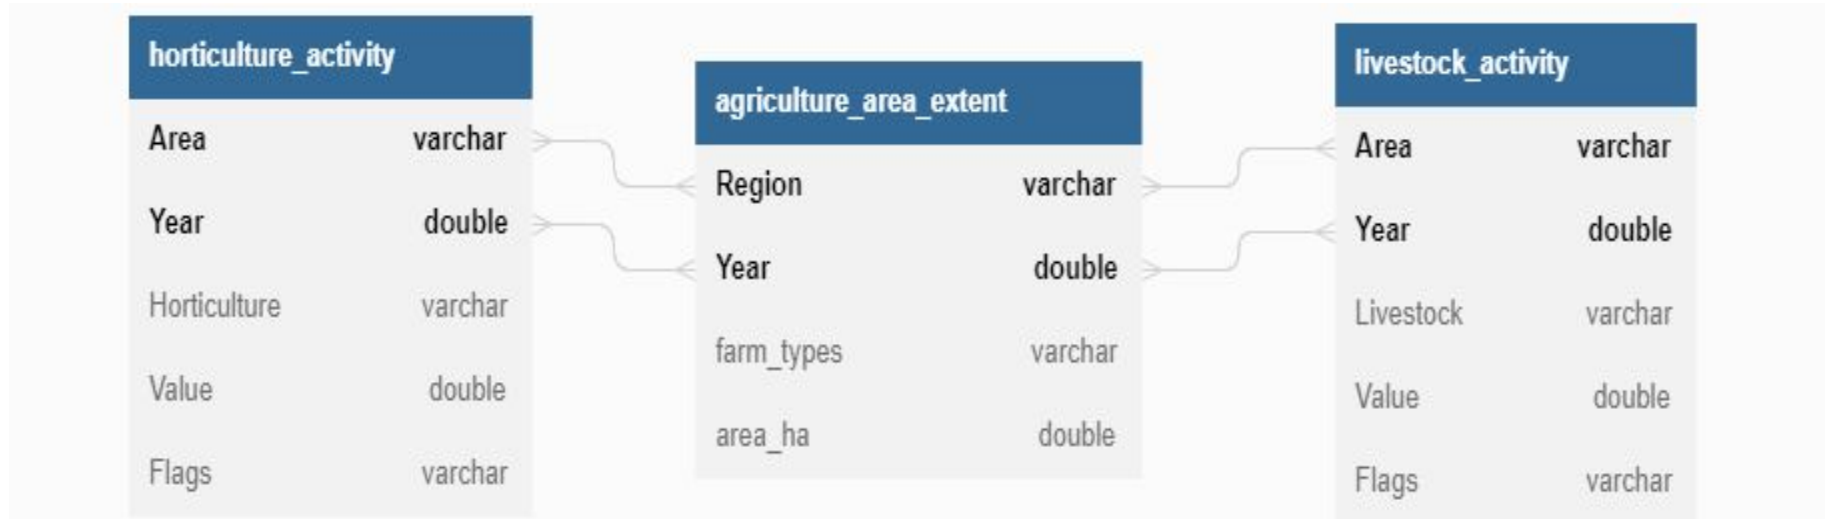 horticulture_activity
Area varchar
Year double
Horticulture varchar
Value double
Flags varchar
agriculture_area_extent
Region varchar
Year double
farm_types varchar
area_ha double
livestock_activity
Area varchar
Year double
Livestock varchar
Value double
Flags varchar